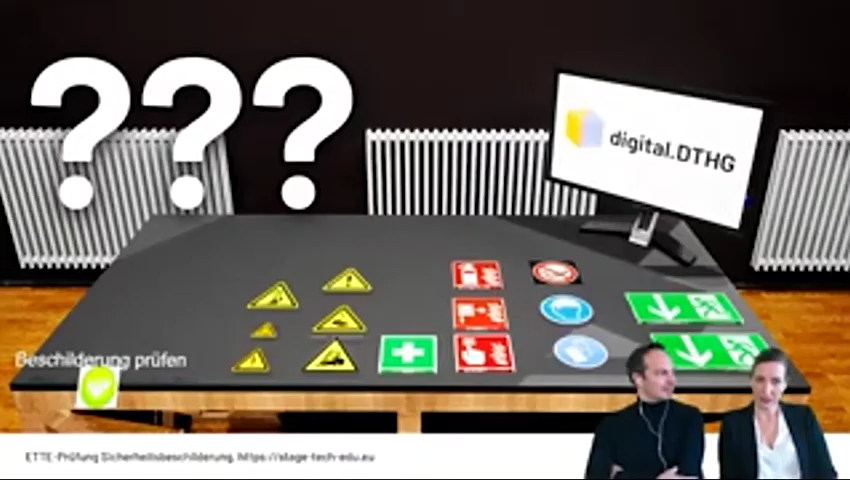 ???
digital.DTHG
Beschilderung prüfen
ETTE-Prüfung Sicherheitsbeschilderung. https://stage-tech-edu.eu